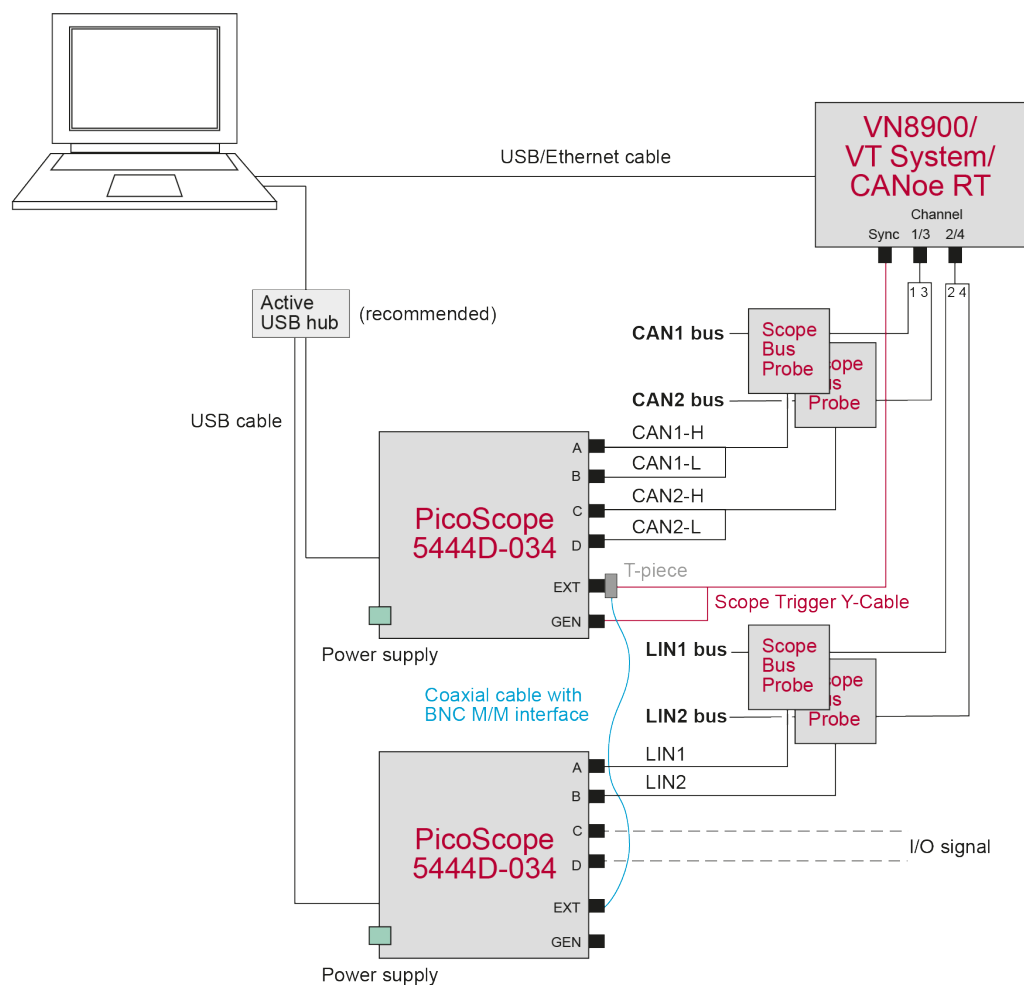 VN8900/
VT System/
CANoe RT
Channel
Sync 1/3 2/4
1 3 2 4
USB/Ethernet cable
Active
USB hub
(recommended)
USB cable
CAN1 bus
Scope
Bus
Probe
CAN2 bus
Probe
PicoScope
5444D-034
A
B
C
D
EXT
GEN
CAN1-H
CAN1-L
CAN2-H
CAN2-L
T-piece
Scope Trigger Y-Cable
Power supply
Coaxial cable with
BNC M/M interface
LIN1 bus
Scope
Bus
Probe
LIN2 bus
Probe
PicoScope
5444D-034
A
B
C
D
EXT
GEN
LIN1
LIN2
I/O signal
Power supply